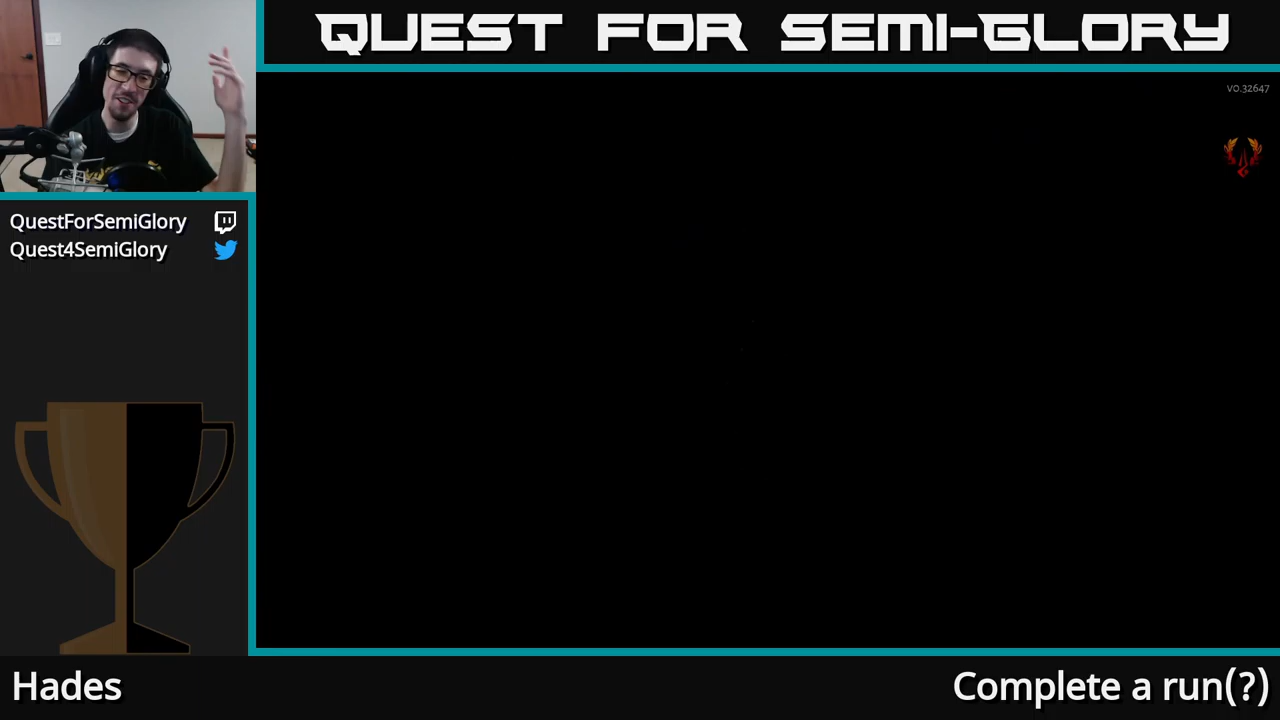 QUEST FOR SEMI-GLORY
V0.32647
QuestForSemiGlory
Quest4SemiGlory
Hades
Complete a run(?)